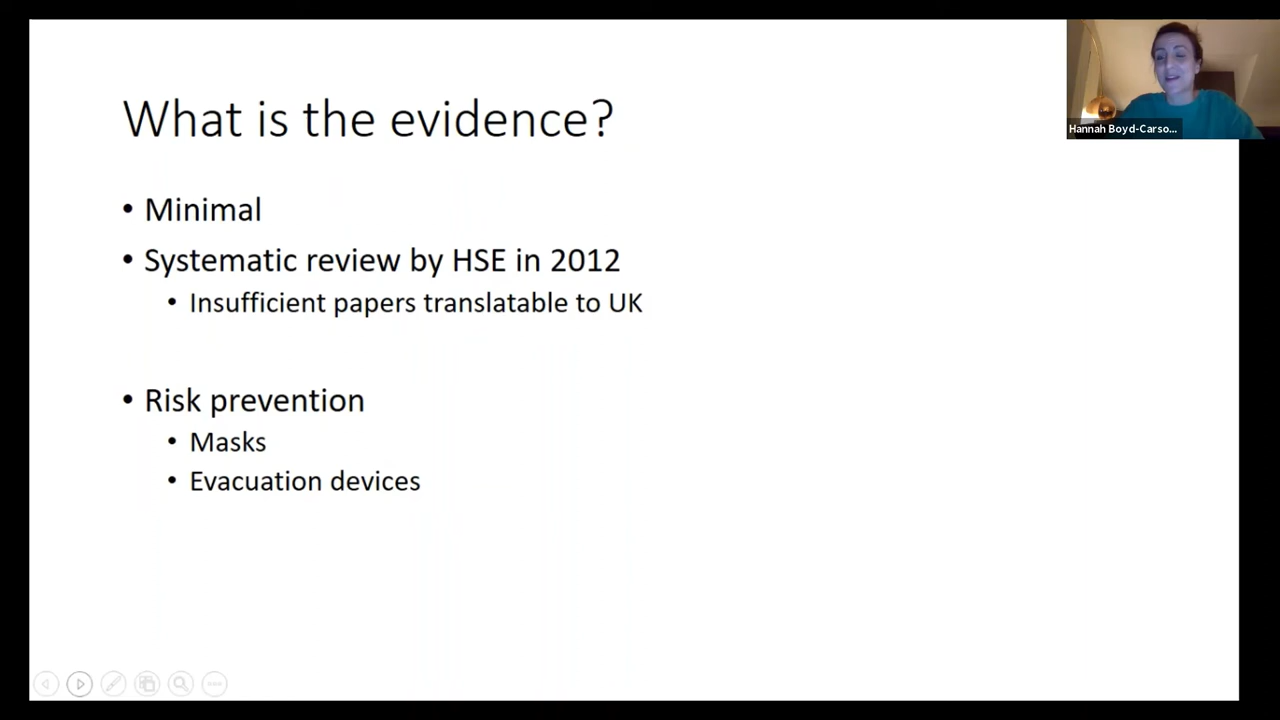 What is the evidence?
• Minimal
• Systematic review by HSE in 2012
• Insufficient papers translatable to UK
• Risk prevention
• Masks
• Evacuation devices
Hannah Boyd-Carso...